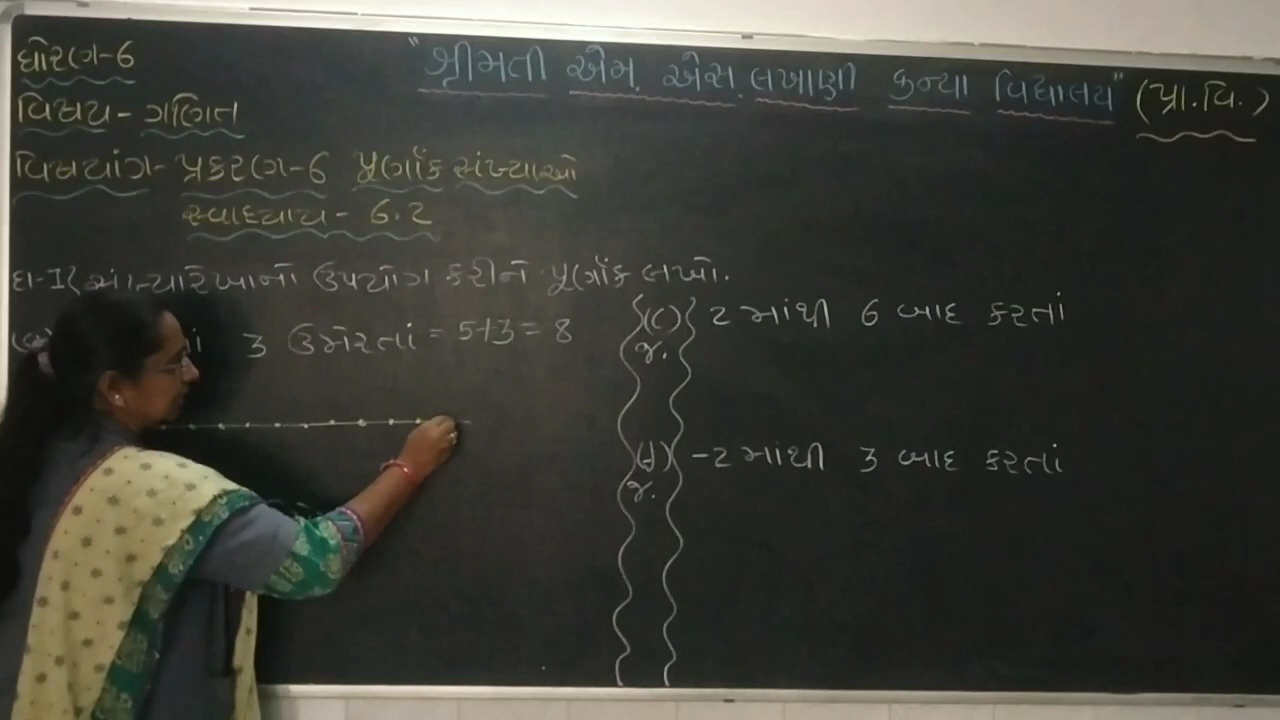 ધોરણ-6
"શ્રીમતી એમ. એસ. લખાણી કન્યા વિદ્યાલય" (પ્રા.વિ.)
વિષય- ગણિત
વિષયાંગ- પ્રકરણ-6 પૂર્ણાંક સંખ્યાઓ
સ્વાધ્યાય- 6.2
દા-1( સંખ્યારેખાનો ઉપયોગ કરીને પૂર્ણાંક લખો.
3 ઉમેરતાં = 5+3 = 8
(c) 2 માંથી 6 બાદ કરતાં
જ.
(d) -2 માંથી 3 બાદ કરતાં
જ.